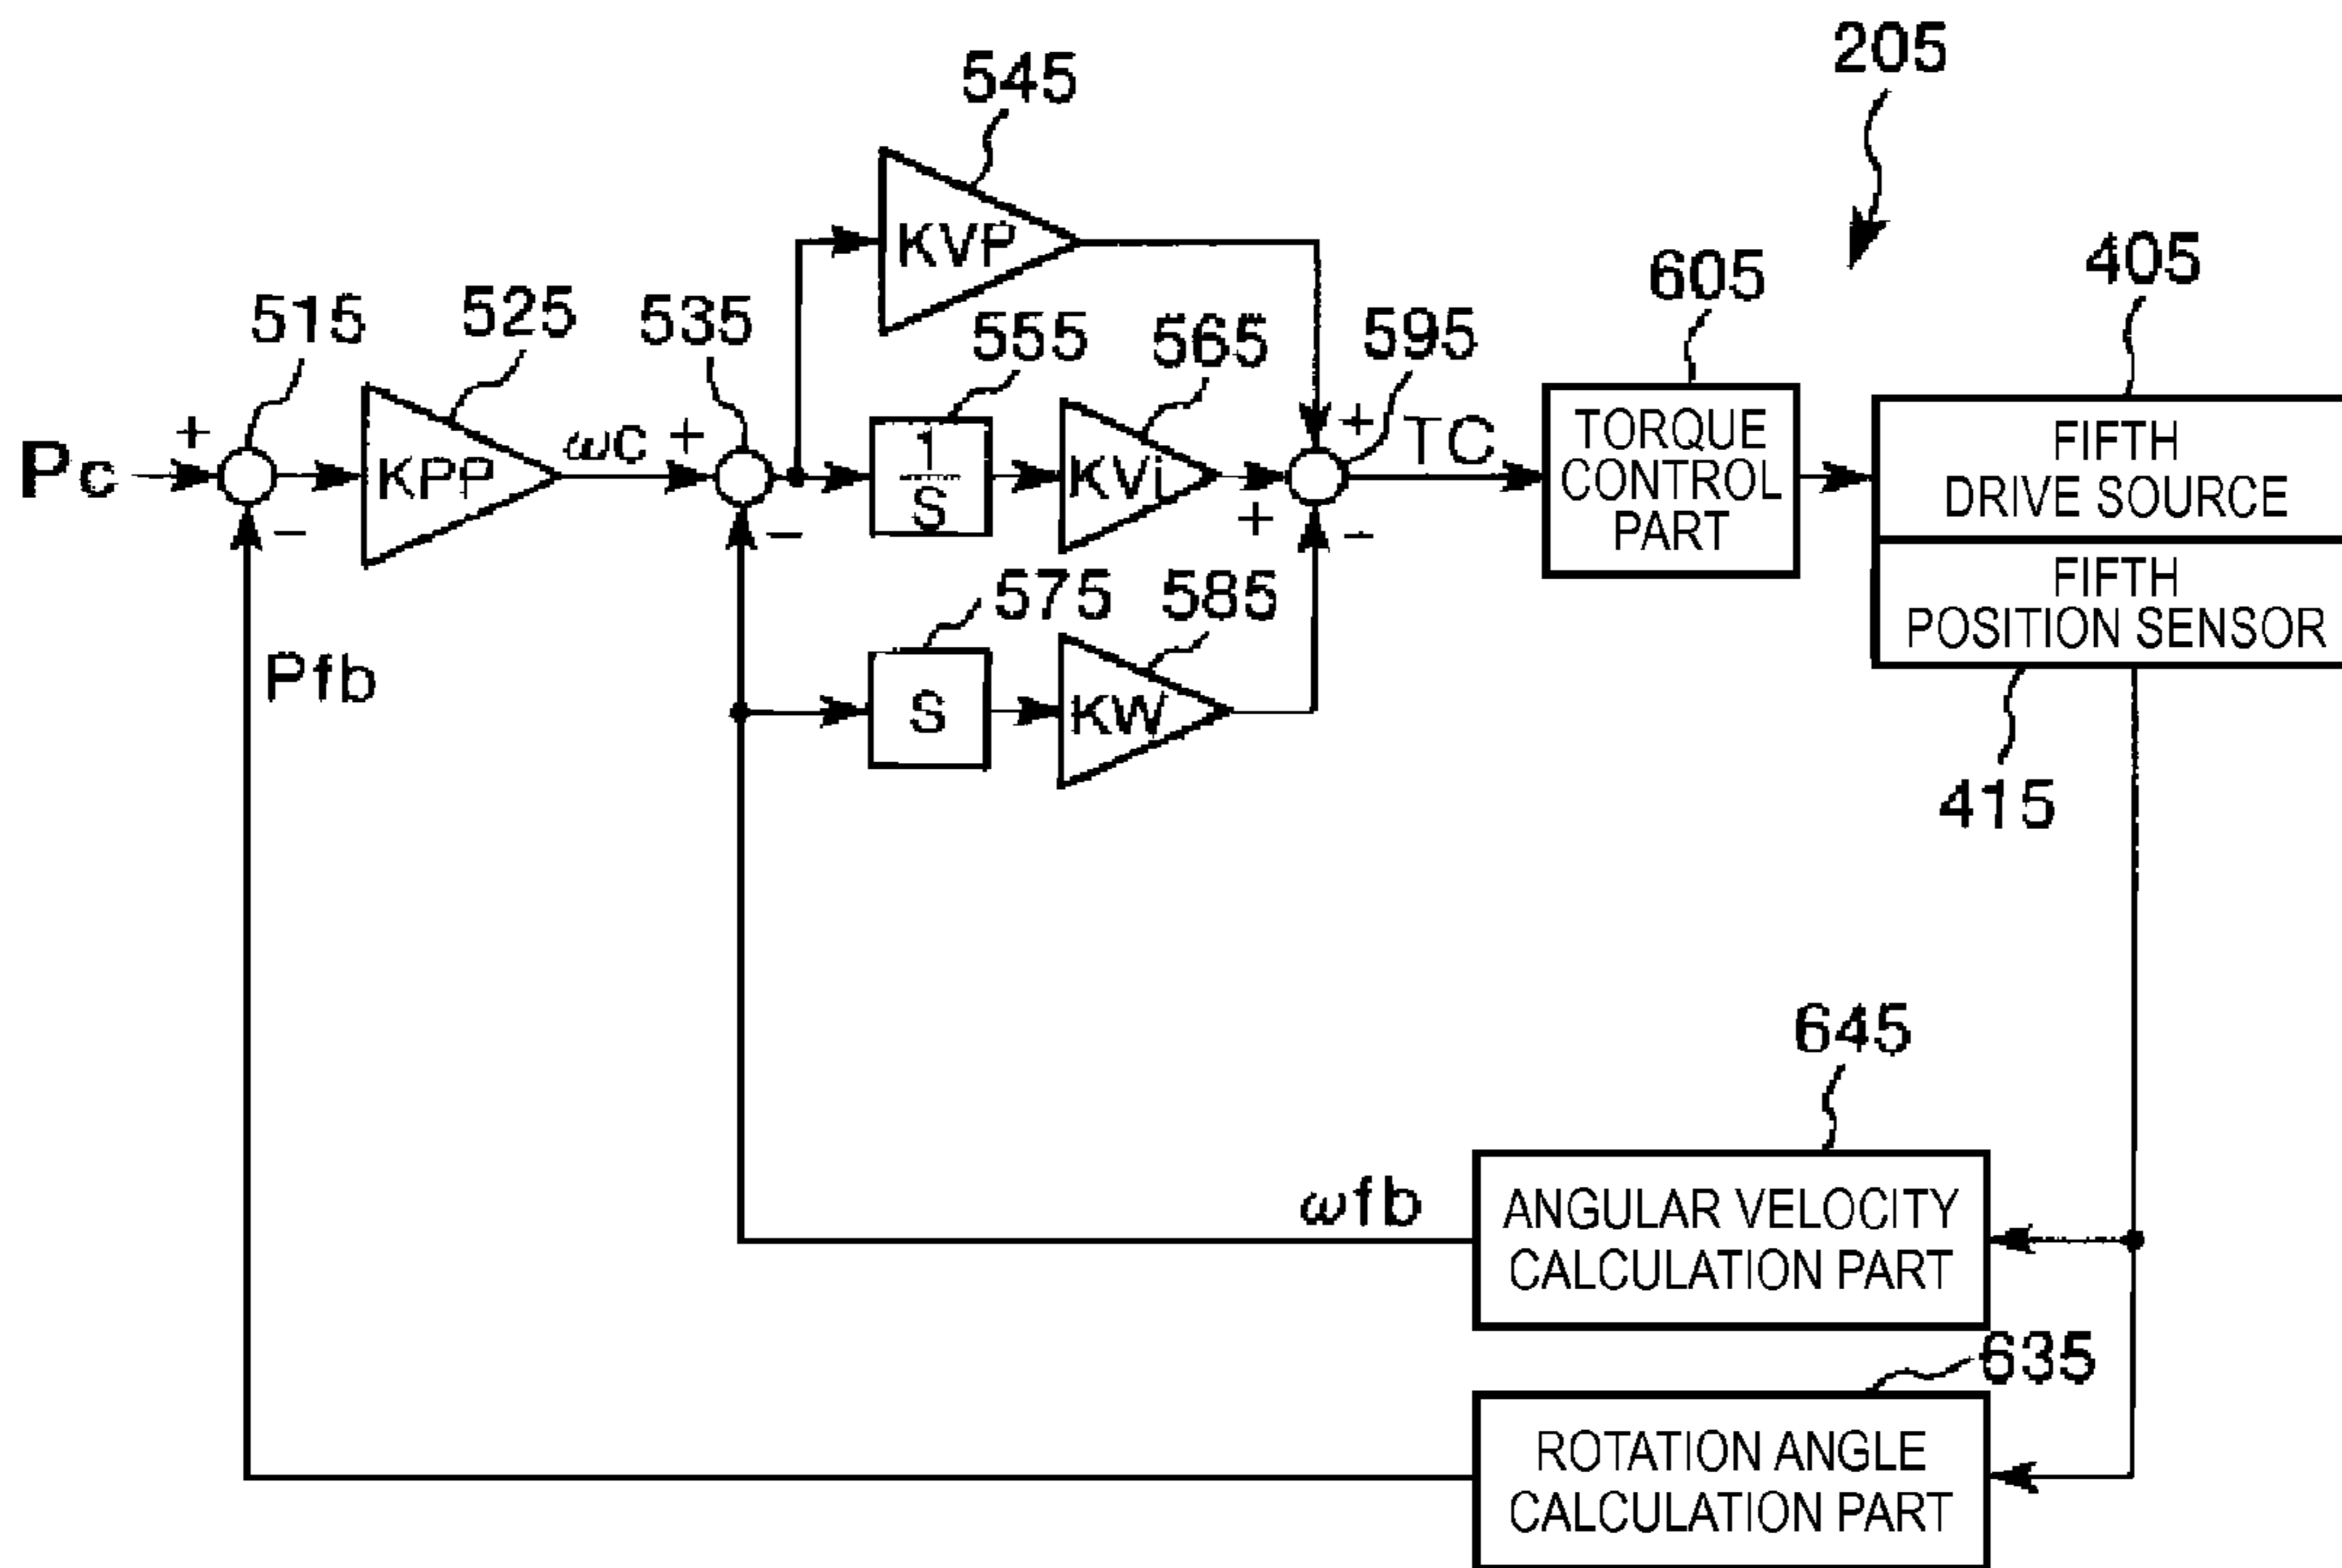 205
545
405
605
515
525
535
KVP
555
565
595
Pc
+
KPP
ωc
+
1
S
KVi
+
+
TC
TORQUE
CONTROL
PART
FIFTH
DRIVE SOURCE
−
−
−
FIFTH
POSITION SENSOR
575
585
Pfb
S
KW
415
645
ωfb
ANGULAR VELOCITY
CALCULATION PART
635
ROTATION ANGLE
CALCULATION PART